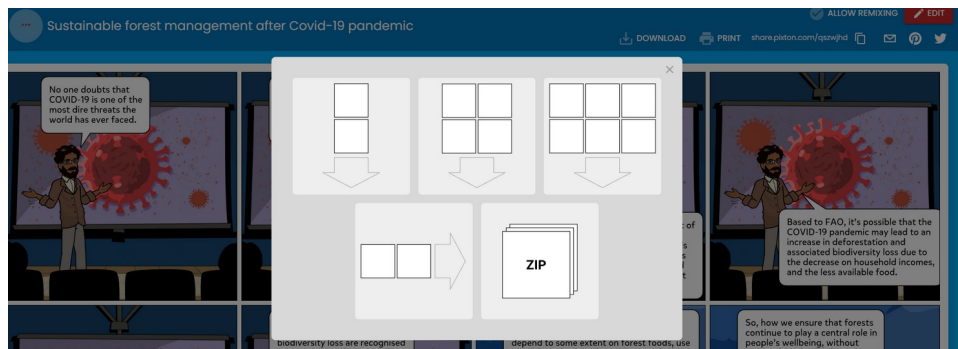 ...
Sustainable forest management after Covid-19 pandemic
ALLOW REMIXING
EDIT
DOWNLOAD
PRINT
share.pixton.com/qszwjhd
No one doubts that
COVID-19 is one of the
most dire threats the
world has ever faced.
ZIP
of
s
s
t
Based to FAO, it's possible that the
COVID-19 pandemic may lead to an
increase in deforestation and
associated biodiversity loss due to
the decrease on household incomes,
and the less available food.
biodiversity loss are recognised
depend to some extent on forest foods, use
So, how we ensure that forests
continue to play a central role in
people's wellbeing, without